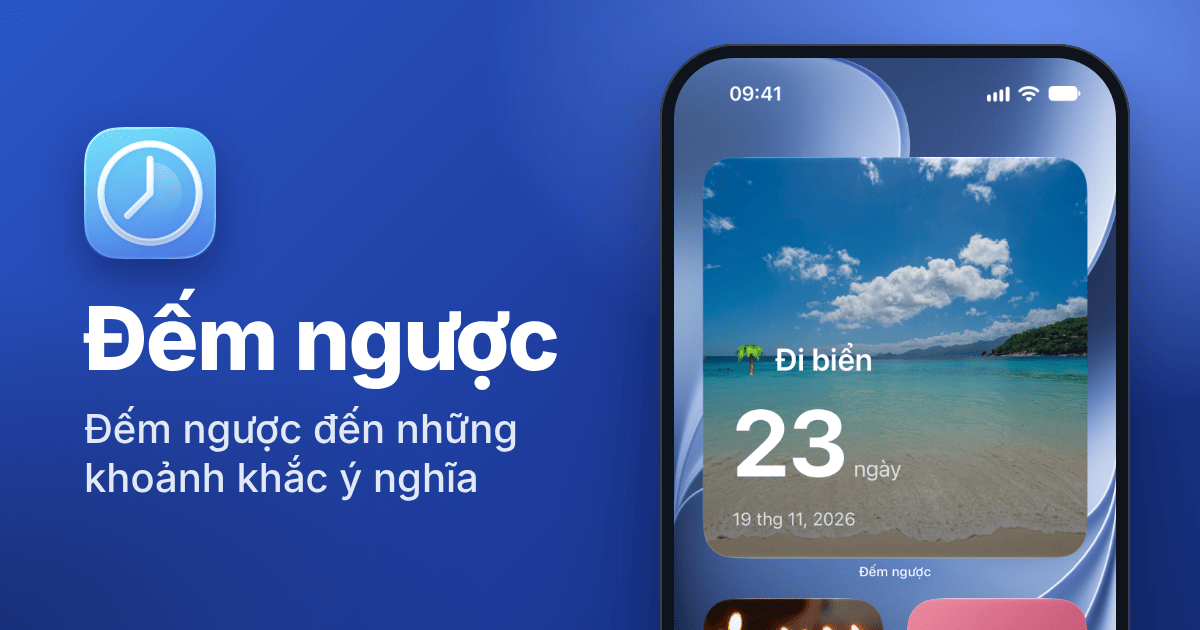 Đếm ngược
Đếm ngược đến những
khoảnh khắc ý nghĩa
09:41
Đi biển
23 ngày
19 thg 11, 2026
Đếm ngược